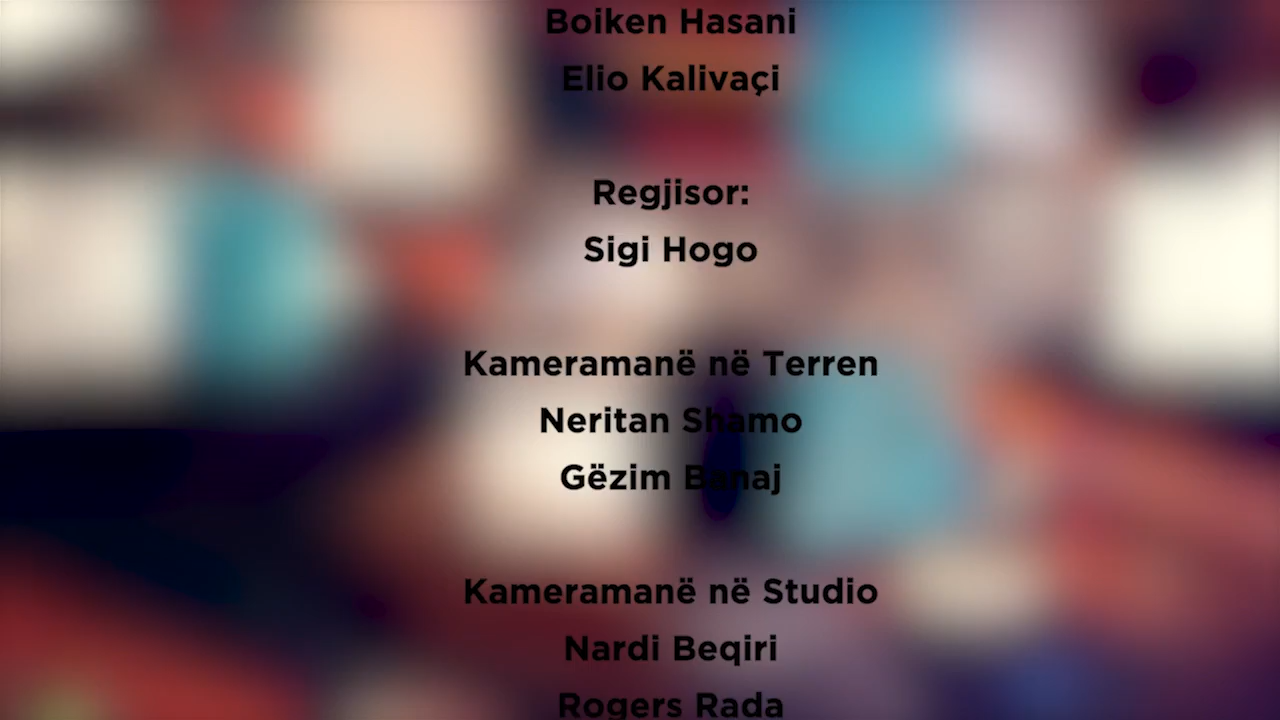 Boiken Hasani
Elio Kalivaçi
Regjisor:
Sigi Hogo
Kameramanë në Terren
Neritan Shamo
Gëzim Banaj
Kameramanë në Studio
Nardi Beqiri
Rogers Rada